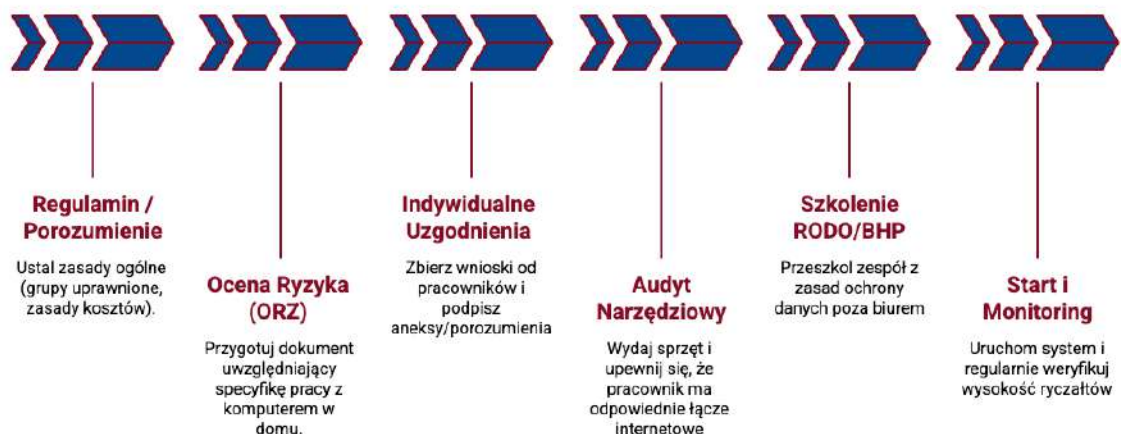 Regulamin /
Porozumienie
Ustal zasady ogólne
(grupy uprawnione,
zasady kosztów).
Ocena Ryzyka
(ORZ)
Przygotuj dokument
uwzględniający
specyfikę pracy z
komputerem w
domu.
Indywidualne
Uzgodnienia
Zbierz wnioski od
pracowników i
podpisz
aneksy/porozumienia
Audyt
Narzędziowy
Wydaj sprzęt i
upewnij się, że
pracownik ma
odpowiednie łącze
internetowe
Szkolenie
RODO/BHP
Przeszkol zespół z
zasad ochrony
danych poza biurem
Start i
Monitoring
Uruchom system i
regularnie weryfikuj
wysokość ryczałtów